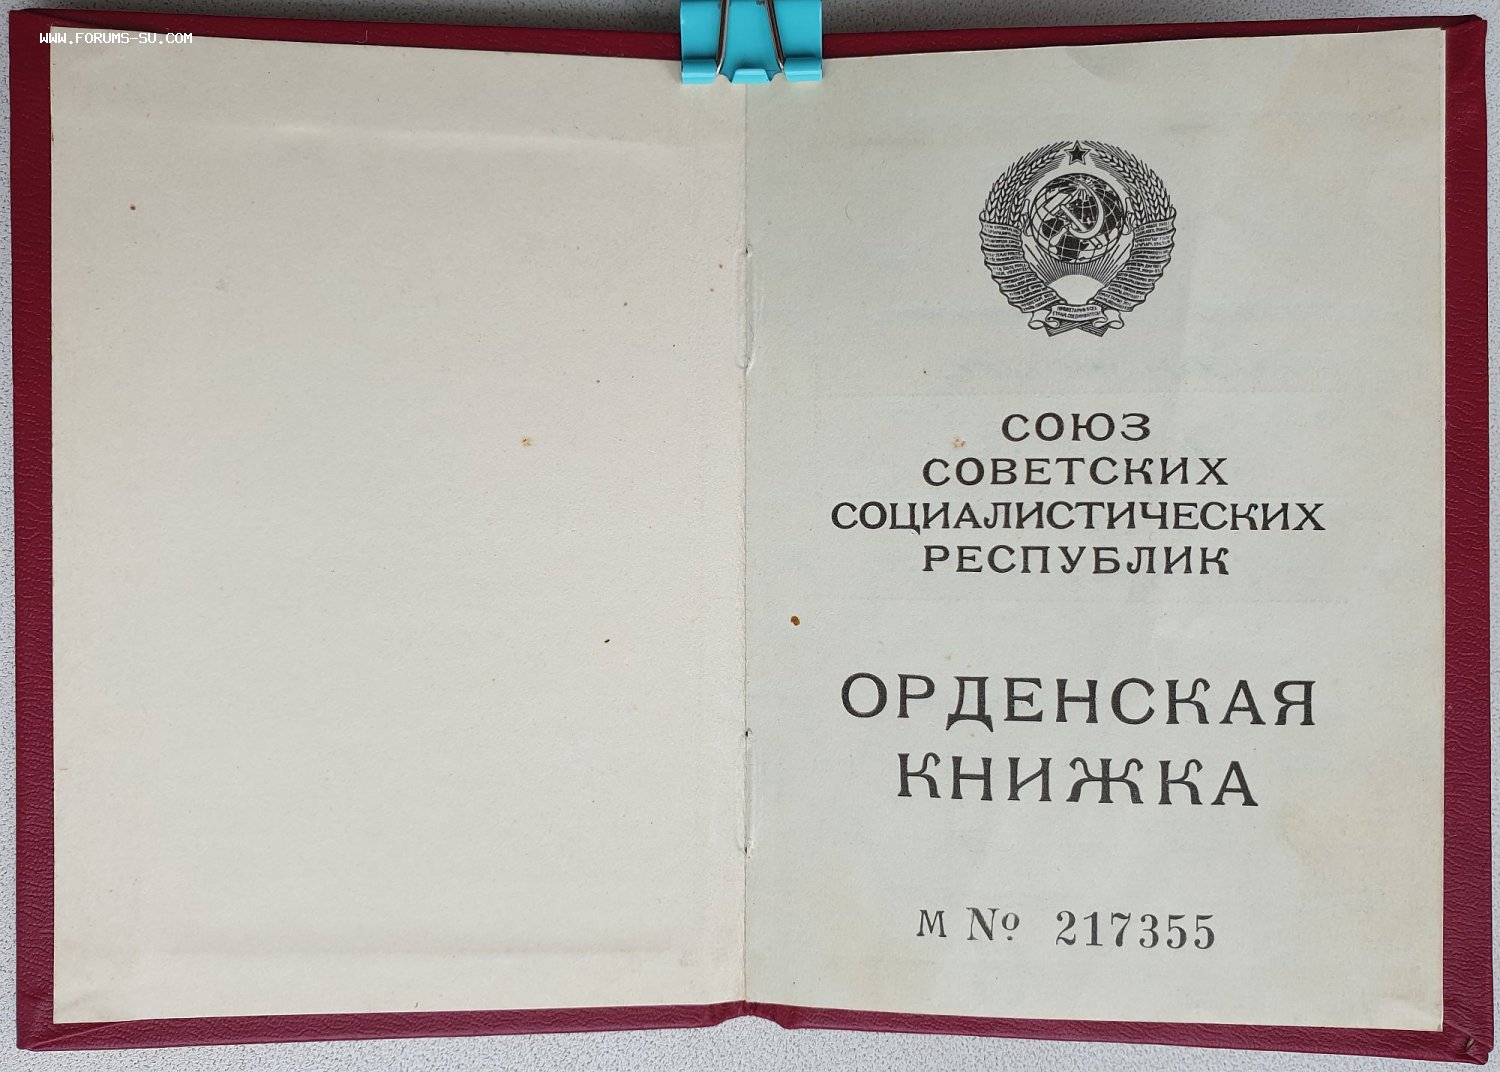 WWW.FORUMS-SU.COM
СОЮЗ
СОВЕТСКИХ
СОЦИАЛИСТИЧЕСКИХ
РЕСПУБЛИК
ОРДЕНСКАЯ
КНИЖКА
М № 217355